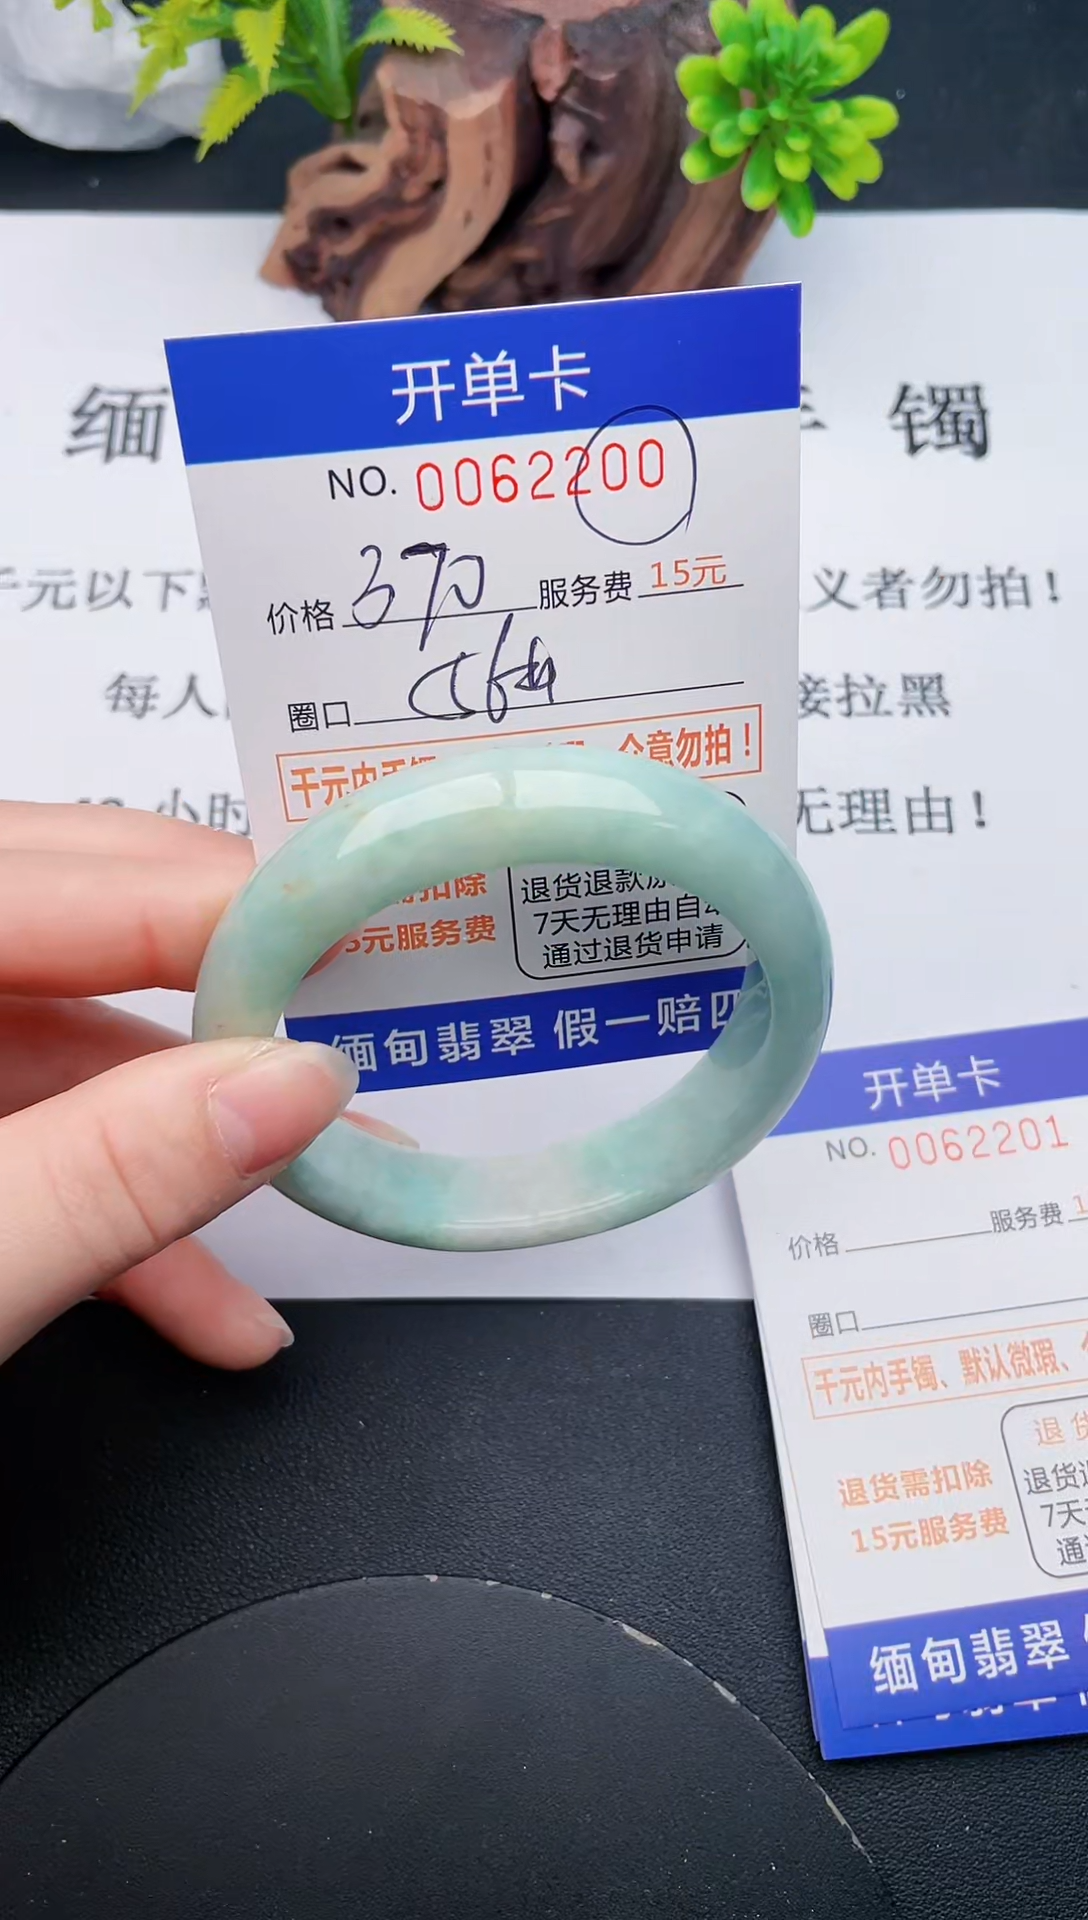 开单卡
NO. 0062200
价格 370 服务费 15元
圈口 56
千元内手镯 介意勿拍！
扣除
元服务费
退货退款
7天无理由自
通过退货申请
缅甸翡翠 假一赔四
缅 镯
千元以下 义者勿拍！
每人 接拉黑
小时 无理由！
开单卡
NO. 0062201
价格 服务费 1
圈口
千元内手镯、默认微瑕、
退货需扣除
15元服务费
退货
退货退
7天
通
缅甸翡翠